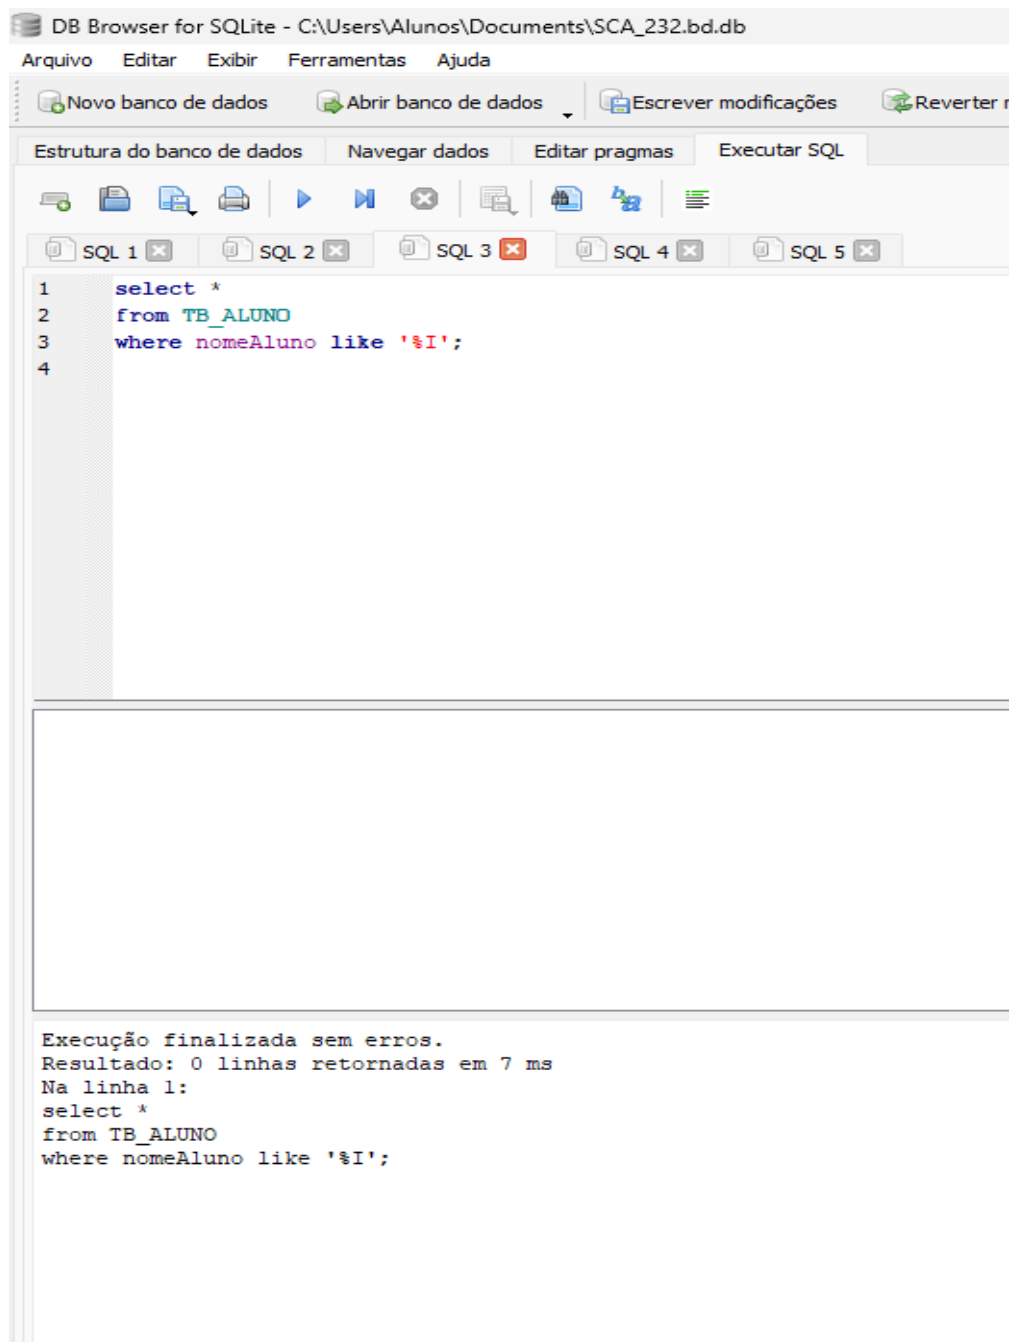 DB Browser for SQLite - C:\Users\Alunos\Documents\SCA_232.bd.db
Arquivo Editar Exibir Ferramentas Ajuda
Novo banco de dados Abrir banco de dados Escrever modificações Reverter
Estrutura do banco de dados Navegar dados Editar pragmas Executar SQL
SQL 1 SQL 2 SQL 3 SQL 4 SQL 5
1 select *
2 from TB_ALUNO
3 where nomeAluno like '%I';
4
Execução finalizada sem erros.
Resultado: 0 linhas retornadas em 7 ms
Na linha 1:
select *
from TB_ALUNO
where nomeAluno like '%I';